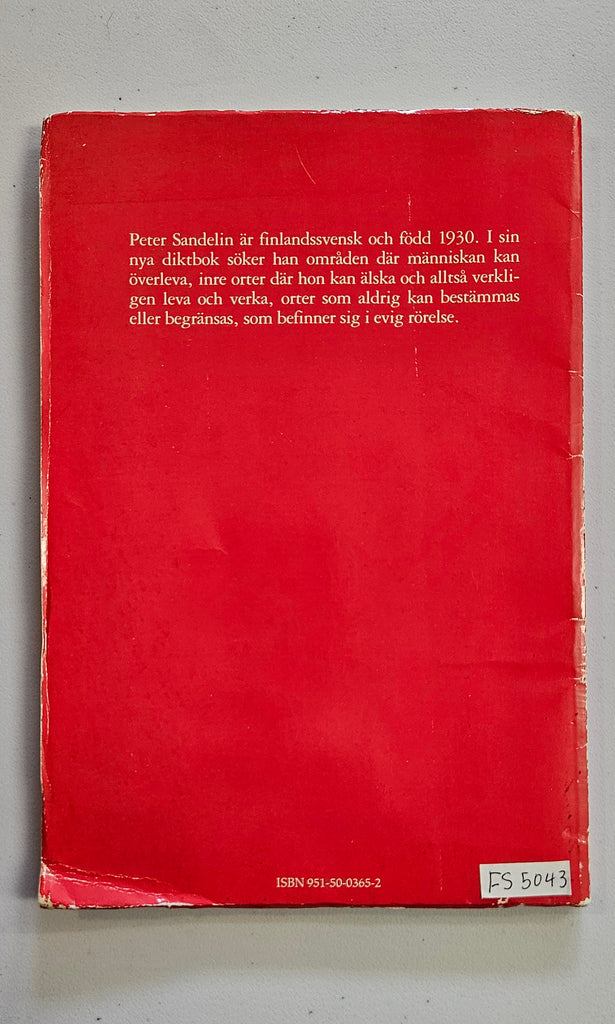 Peter Sandelin är finlandssvensk och född 1930. I sin
nya diktbok söker han områden där människan kan
överleva, inre orter där hon kan älska och alltså verkli-
gen leva och verka, orter som aldrig kan bestämmas
eller begränsas, som befinner sig i evig rörelse.
ISBN 951-50-0365-2
FS 5043